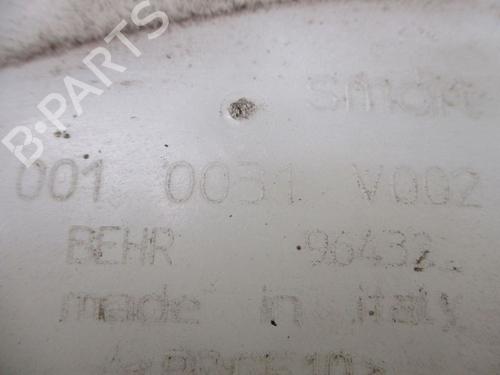 B-PARTS
smart
001 0031 V002
BEHR 96432
made in italy